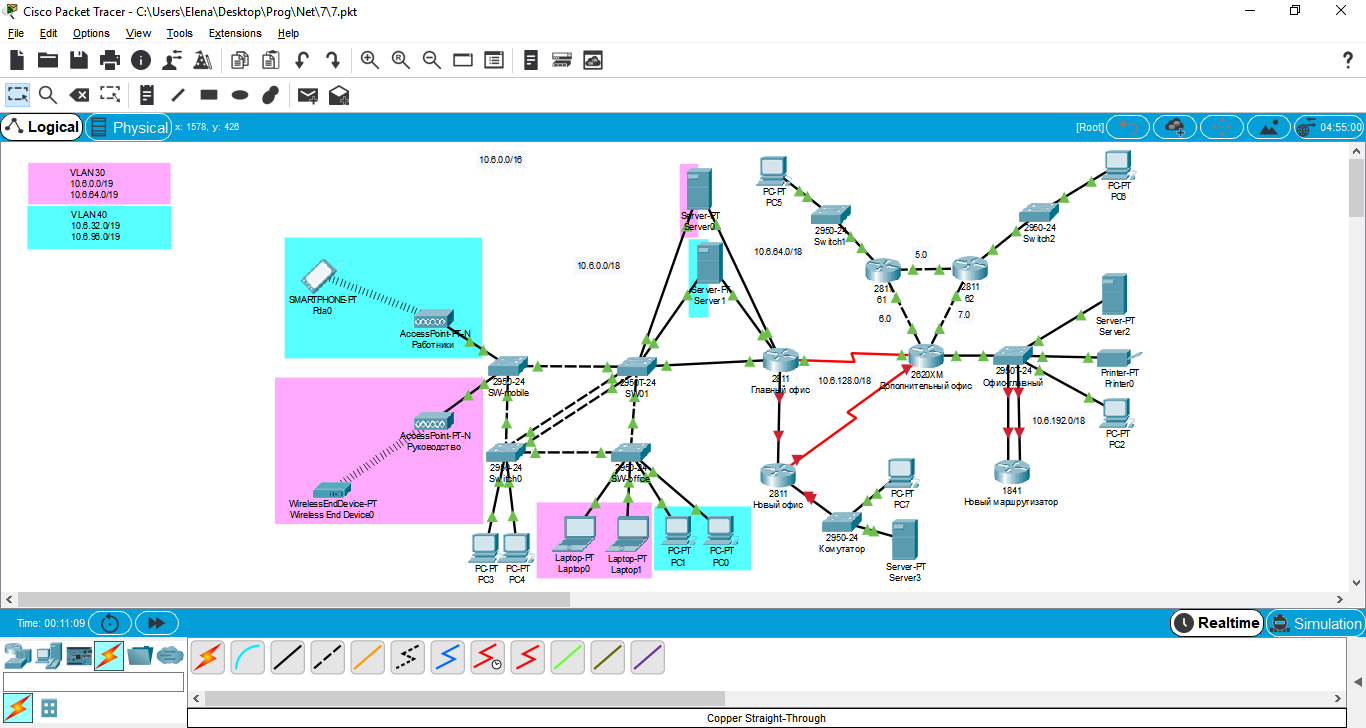 Cisco Packet Tracer - C:\Users\Elena\Desktop\Prog\Net\7\7.pkt
File Edit Options View Tools Extensions Help
Logical Physical x: 1578, y: 426 [Root] 04:55:00
VLAN 30
10.6.0.0/19
10.6.64.0/19
VLAN 40
10.6.32.0/19
10.6.96.0/19
10.6.0.0/16
10.6.0.0/18
10.6.64.0/18
SMARTPHONE-PT
Pda0
AccessPoint-PT-N
Работники
AccessPoint-PT-N
Руководство
WirelessEndDevice-PT
Wireless End Device0
Server-PT
Server0
Server-PT
Server1
PC-PT
PC5
2950-24
Switch1
2811
61
5.0
2811
62
6.0
7.0
2950-24
Switch2
PC-PT
PC6
Server-PT
Server2
Printer-PT
Printer0
PC-PT
PC2
2950-24
SW-mobile
2950T-24
SW01
2811
Главный офис
10.6.128.0/18
2620XM
Дополнительный офис
2950T-24
Офис-главный
10.6.192.0/18
2950-24
Switch0
2950-24
SW-office
2811
Новый офис
PC-PT
PC7
1841
Новый маршрутизатор
2950-24
Комутатор
Server-PT
Server3
PC-PT
PC3
PC-PT
PC4
Laptop-PT
Laptop0
Laptop-PT
Laptop1
PC-PT
PC1
PC-PT
PC0
Time: 00:11:09
Realtime Simulation
Copper Straight-Through